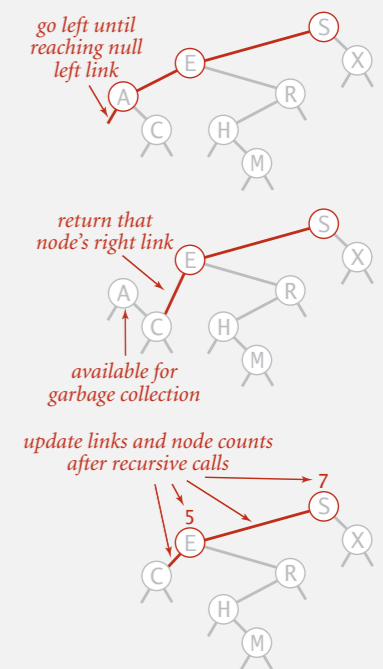 go left until
reaching null
left link
S
E
X
A
R
C
H
M
return that
node's right link
S
E
X
A
R
C
H
M
available for
garbage collection
update links and node counts
after recursive calls
7
5
S
E
X
C
R
H
M